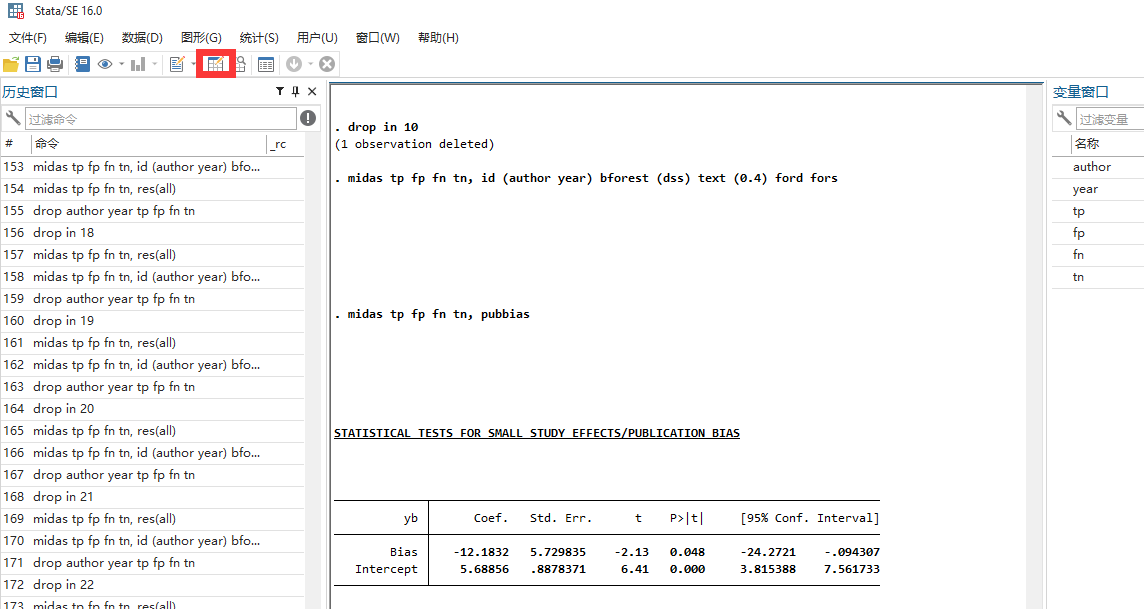 Stata/SE 16.0
文件(F) 编辑(E) 数据(D) 图形(G) 统计(S) 用户(U) 窗口(W) 帮助(H)
历史窗口
过滤命令
# 命令 _rc
153 midas tp fp fn tn, id (author year) bfo...
154 midas tp fp fn tn, res(all)
155 drop author year tp fp fn tn
156 drop in 18
157 midas tp fp fn tn, res(all)
158 midas tp fp fn tn, id (author year) bfo...
159 drop author year tp fp fn tn
160 drop in 19
161 midas tp fp fn tn, res(all)
162 midas tp fp fn tn, id (author year) bfo...
163 drop author year tp fp fn tn
164 drop in 20
165 midas tp fp fn tn, res(all)
166 midas tp fp fn tn, id (author year) bfo...
167 drop author year tp fp fn tn
168 drop in 21
169 midas tp fp fn tn, res(all)
170 midas tp fp fn tn, id (author year) bfo...
171 drop author year tp fp fn tn
172 drop in 22
173 midas tp fp fn tn, res(all)
. drop in 10
(1 observation deleted)
. midas tp fp fn tn, id (author year) bforest (dss) text (0.4) ford fors
. midas tp fp fn tn, pubbias
STATISTICAL TESTS FOR SMALL STUDY EFFECTS/PUBLICATION BIAS
yb Coef. Std. Err. t P>|t| [95% Conf. Interval]
Bias -12.1832 5.729835 -2.13 0.048 -24.2721 -.094307
Intercept 5.68856 .8878371 6.41 0.000 3.815388 7.561733
变量窗口
过滤变量
名称
author
year
tp
fp
fn
tn